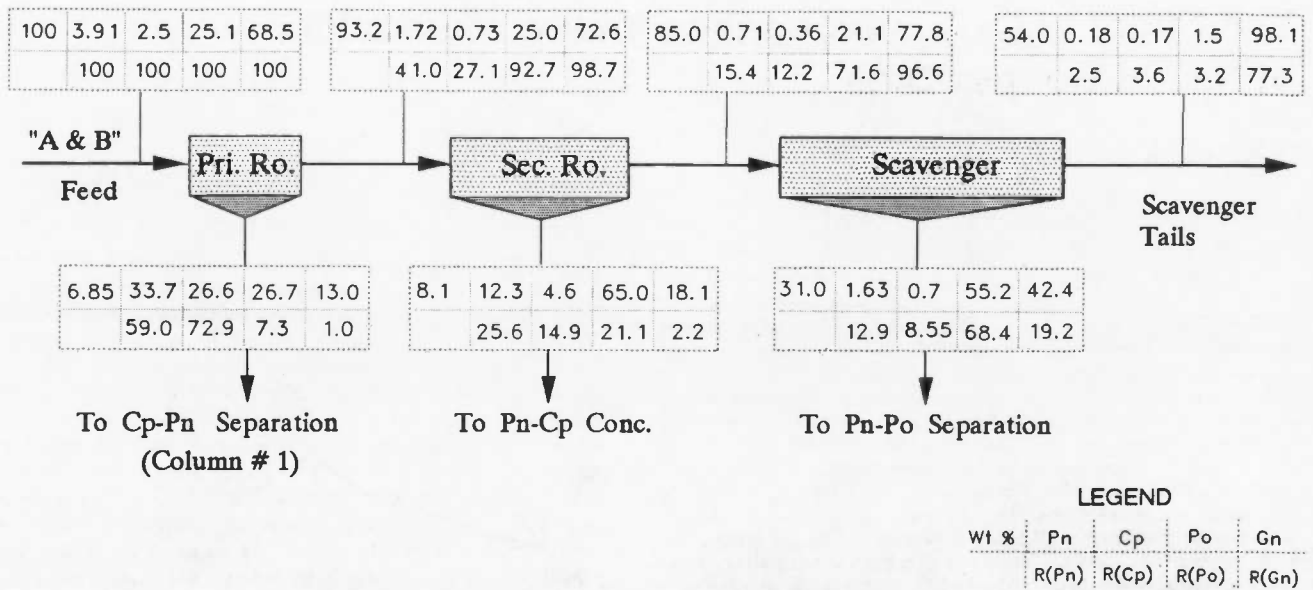 100 3.91 2.5 25.1 68.5
100 100 100 100
93.2 1.72 0.73 25.0 72.6
41.0 27.1 92.7 98.7
85.0 0.71 0.36 21.1 77.8
15.4 12.2 71.6 96.6
54.0 0.18 0.17 1.5 98.1
2.5 3.6 3.2 77.3
"A & B"
Feed
Pri. Ro.
Sec. Ro.
Scavenger
Scavenger
Tails
6.85 33.7 26.6 26.7 13.0
59.0 72.9 7.3 1.0
8.1 12.3 4.6 65.0 18.1
25.6 14.9 21.1 2.2
31.0 1.63 0.7 55.2 42.4
12.9 8.55 68.4 19.2
To Cp-Pn Separation
(Column # 1)
To Pn-Cp Conc.
To Pn-Po Separation
LEGEND
Wt % Pn Cp Po Gn
R(Pn) R(Cp) R(Po) R(Gn)